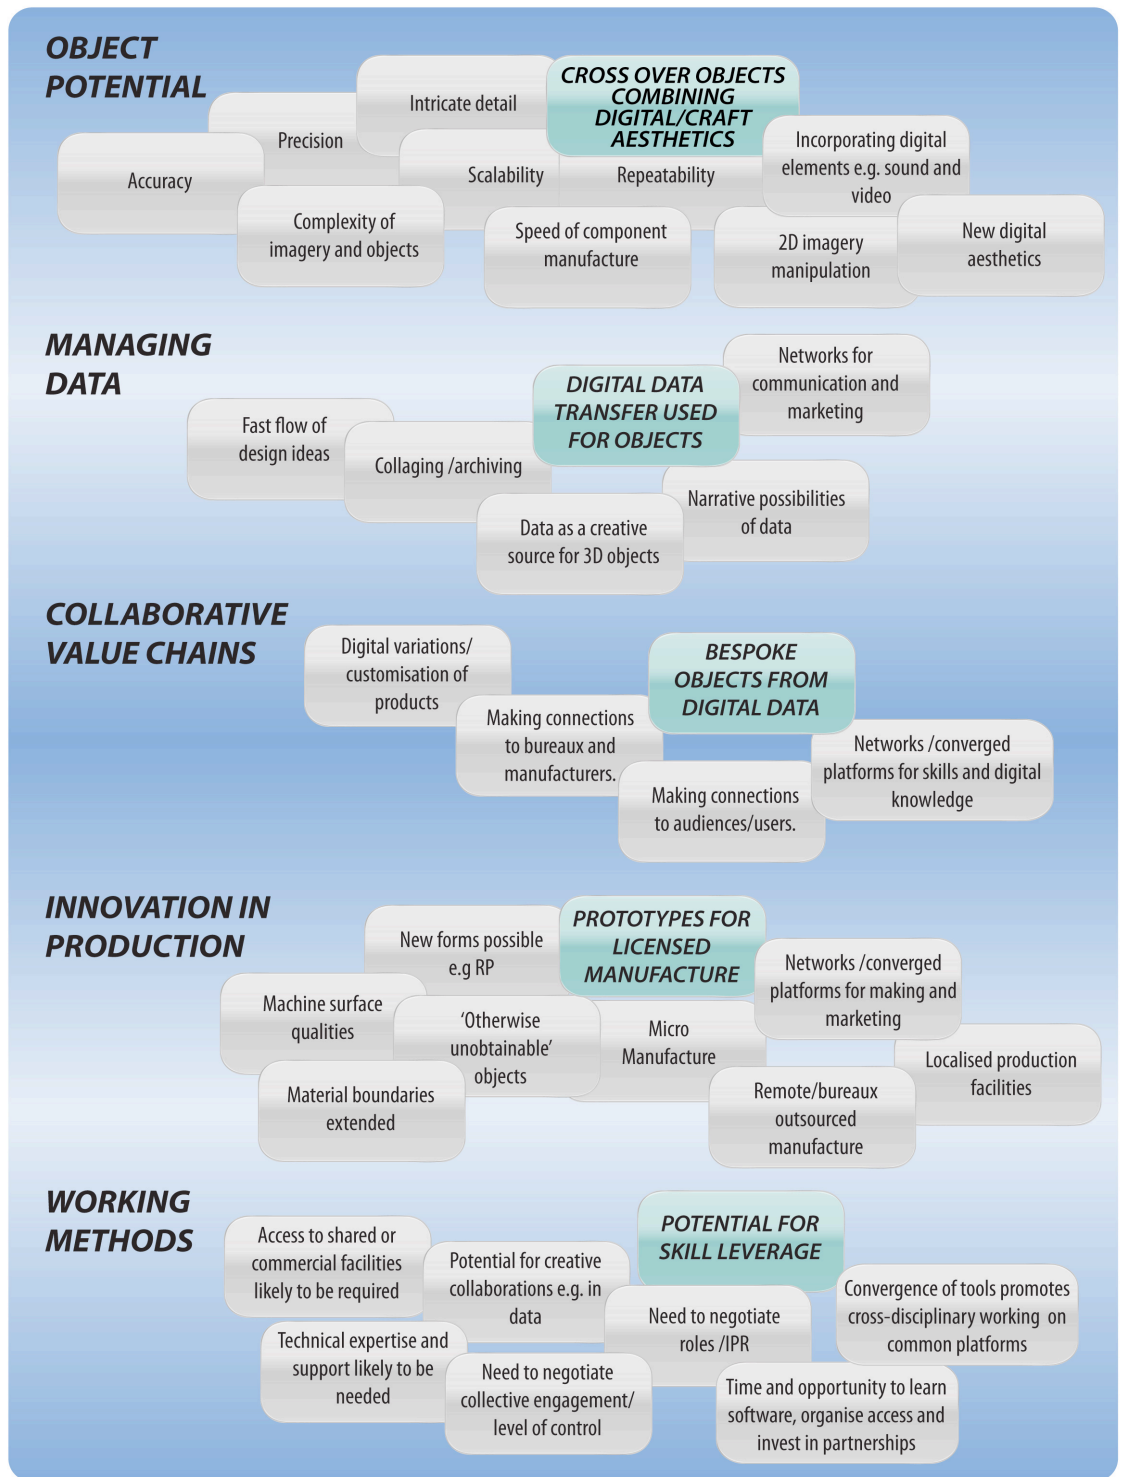 OBJECT
POTENTIAL
Intricate detail
CROSS OVER OBJECTS
COMBINING
DIGITAL/CRAFT
AESTHETICS
Precision
Accuracy
Scalability
Repeatability
Incorporating digital
elements e.g. sound and
video
Complexity of
imagery and objects
Speed of component
manufacture
2D imagery
manipulation
New digital
aesthetics
MANAGING
DATA
Networks for
communication and
marketing
DIGITAL DATA
TRANSFER USED
FOR OBJECTS
Fast flow of
design ideas
Collaging /archiving
Narrative possibilities
of data
Data as a creative
source for 3D objects
COLLABORATIVE
VALUE CHAINS
Digital variations/
customisation of
products
BESPOKE
OBJECTS FROM
DIGITAL DATA
Making connections
to bureaux and
manufacturers.
Networks /converged
platforms for skills and digital
knowledge
Making connections
to audiences/users.
INNOVATION IN
PRODUCTION
New forms possible
e.g RP
PROTOTYPES FOR
LICENSED
MANUFACTURE
Networks /converged
platforms for making and
marketing
Machine surface
qualities
‘Otherwise
unobtainable’
objects
Micro
Manufacture
Localised production
facilities
Material boundaries
extended
Remote/bureaux
outsourced
manufacture
WORKING
METHODS
Access to shared or
commercial facilities
likely to be required
Potential for creative
collaborations e.g. in
data
POTENTIAL FOR
SKILL LEVERAGE
Need to negotiate
roles /IPR
Convergence of tools promotes
cross-disciplinary working on
common platforms
Technical expertise and
support likely to be
needed
Need to negotiate
collective engagement/
level of control
Time and opportunity to learn
software, organise access and
invest in partnerships